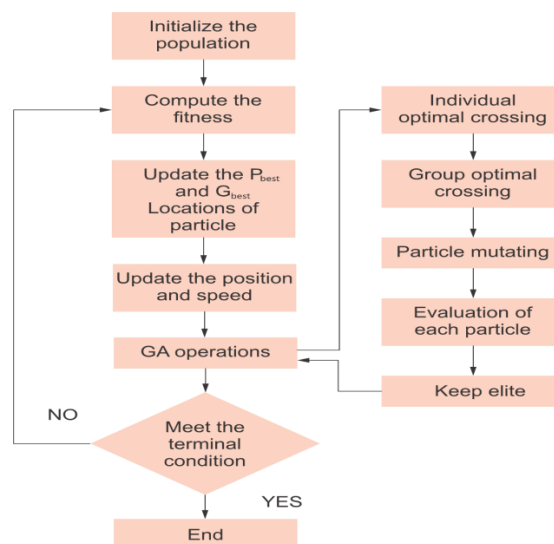 Initialize the
population
Compute the
fitness
Update the Pbest
and Gbest
Locations of
particle
Update the position
and speed
GA operations
NO
Meet the
terminal
condition
YES
End
Individual
optimal crossing
Group optimal
crossing
Particle mutating
Evaluation of
each particle
Keep elite